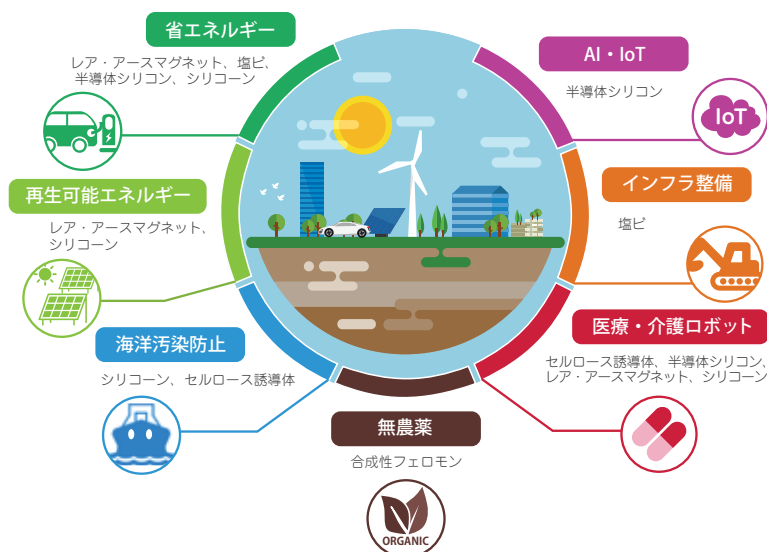 省エネルギー
レア・アースマグネット、塩ビ、
半導体シリコン、シリコーン
再生可能エネルギー
レア・アースマグネット、
シリコーン
海洋汚染防止
シリコーン、セルロース誘導体
無農薬
合成性フェロモン
ORGANIC
AI・IoT
半導体シリコン
IoT
インフラ整備
塩ビ
医療・介護ロボット
セルロース誘導体、半導体シリコン、
レア・アースマグネット、シリコーン